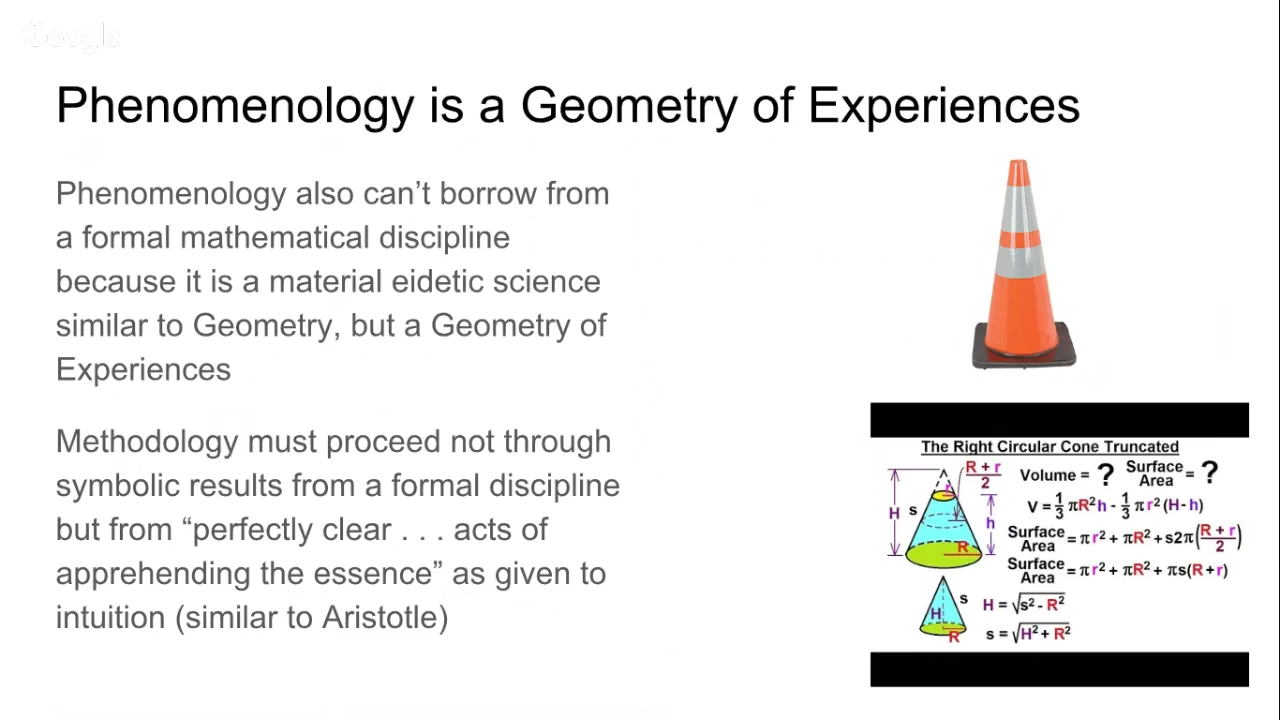 Google
Phenomenology is a Geometry of Experiences
Phenomenology also can’t borrow from
a formal mathematical discipline
because it is a material eidetic science
similar to Geometry, but a Geometry of
Experiences
Methodology must proceed not through
symbolic results from a formal discipline
but from “perfectly clear . . . acts of
apprehending the essence” as given to
intuition (similar to Aristotle)
The Right Circular Cone Truncated
R + r
2
r
H
s
h
R
Volume = ? Surface Area = ?
V = 1/3 πR²h - 1/3 πr²(H-h)
Surface Area = πr² + πR² + s2π(R + r / 2)
Surface Area = πr² + πR² + πs(R+r)
H
s
R
H = √s² - R²
s = √H² + R²